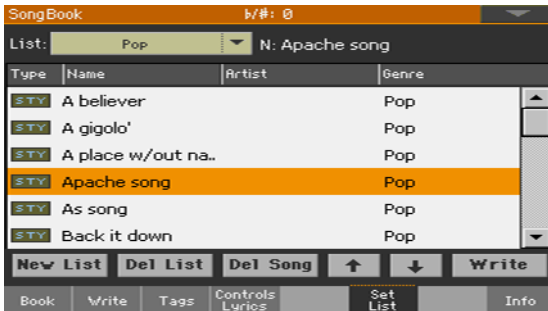 SongBook ♭/#: 0
List: Pop N: Apache song
Type Name Artist Genre
STY A believer Pop
STY A gigolo' Pop
STY A place w/out na.. Pop
STY Apache song Pop
STY As song Pop
STY Back it down Pop
New List Del List Del Song ↑ ↓ Write
Book Write Tags Controls Lyrics Set List Info